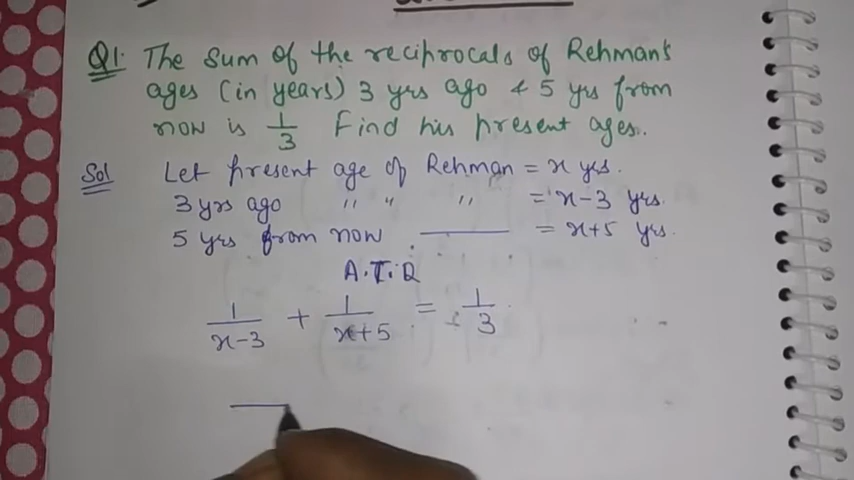 Q1. The sum of the reciprocals of Rehman's
ages (in years) 3 yrs ago & 5 yrs from
now is 1/3 Find his present ages.
Sol Let present age of Rehman = x yrs.
3 yrs ago " " " = x-3 yrs.
5 yrs from now ——— = x+5 yrs.
A.T.Q
1/(x-3) + 1/(x+5) = 1/3